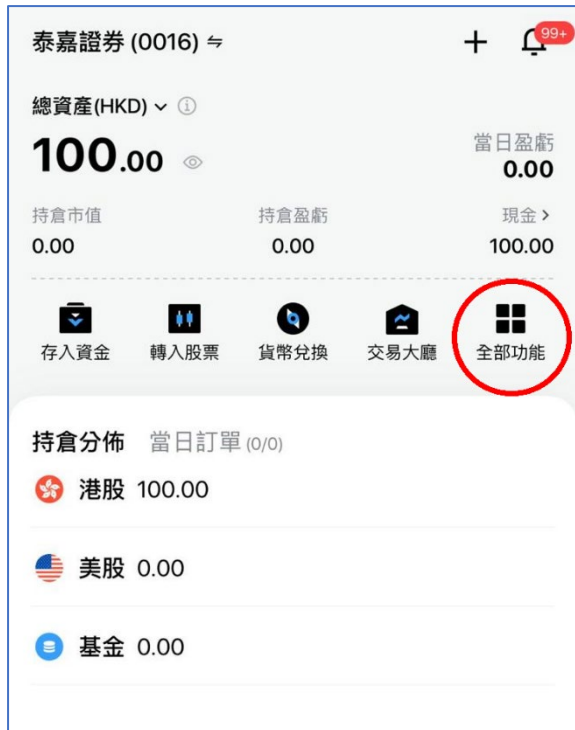 泰嘉證券 (0016) ⇋ + 99+
總資產(HKD)
100.00 當日盈虧
0.00
持倉市值 持倉盈虧 現金 >
0.00 0.00 100.00
存入資金 轉入股票 貨幣兌換 交易大廳 全部功能
持倉分佈 當日訂單 (0/0)
港股 100.00
美股 0.00
基金 0.00